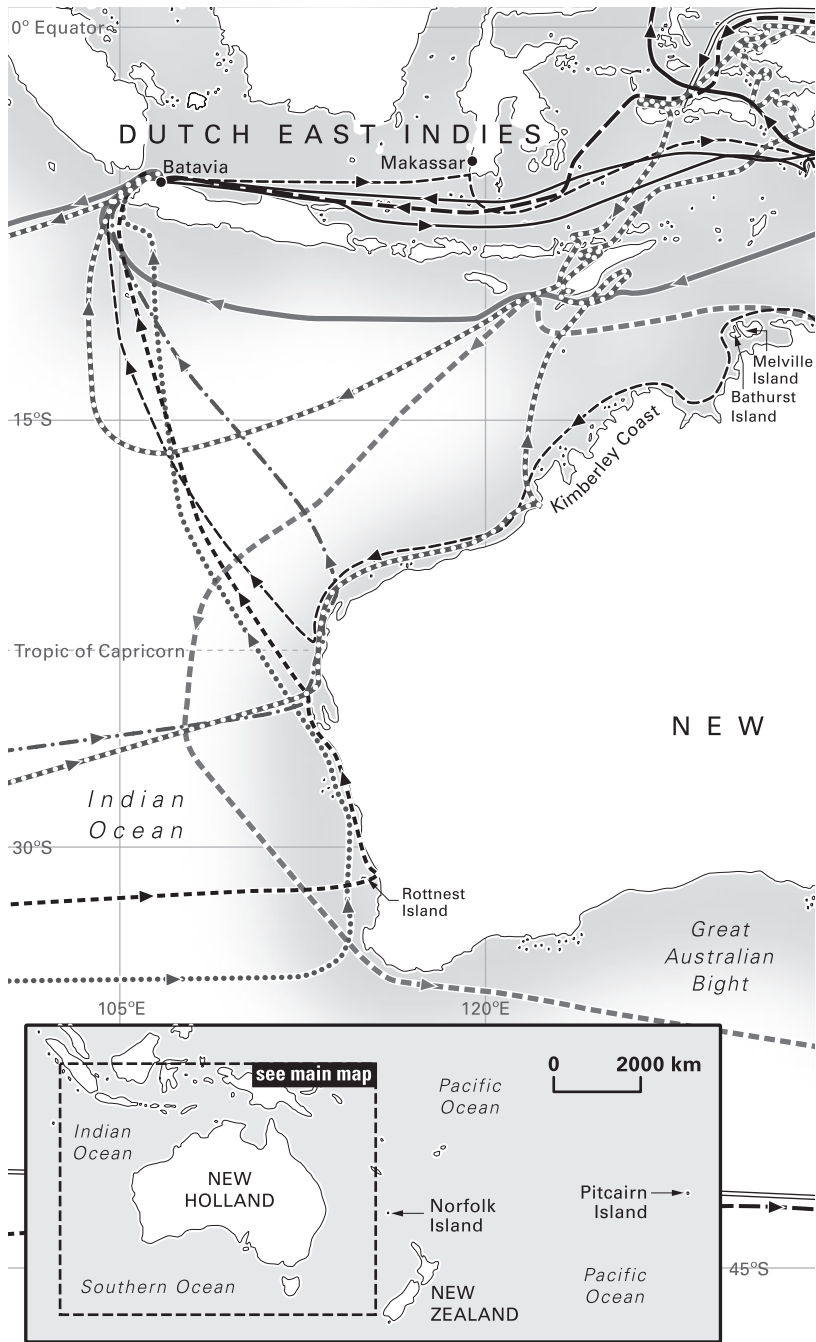 0° Equator
DUTCH EAST INDIES
Batavia
Makassar
Melville
Island
Bathurst
Island
15°S
Kimberley Coast
Tropic of Capricorn
NEW
Indian
Ocean
30°S
Rottnest
Island
Great
Australian
Bight
105°E
120°E
see main map
0 2000 km
Pacific
Ocean
Indian
Ocean
NEW
HOLLAND
Norfolk
Island
Pitcairn
Island
Southern Ocean
NEW
ZEALAND
Pacific
Ocean
45°S